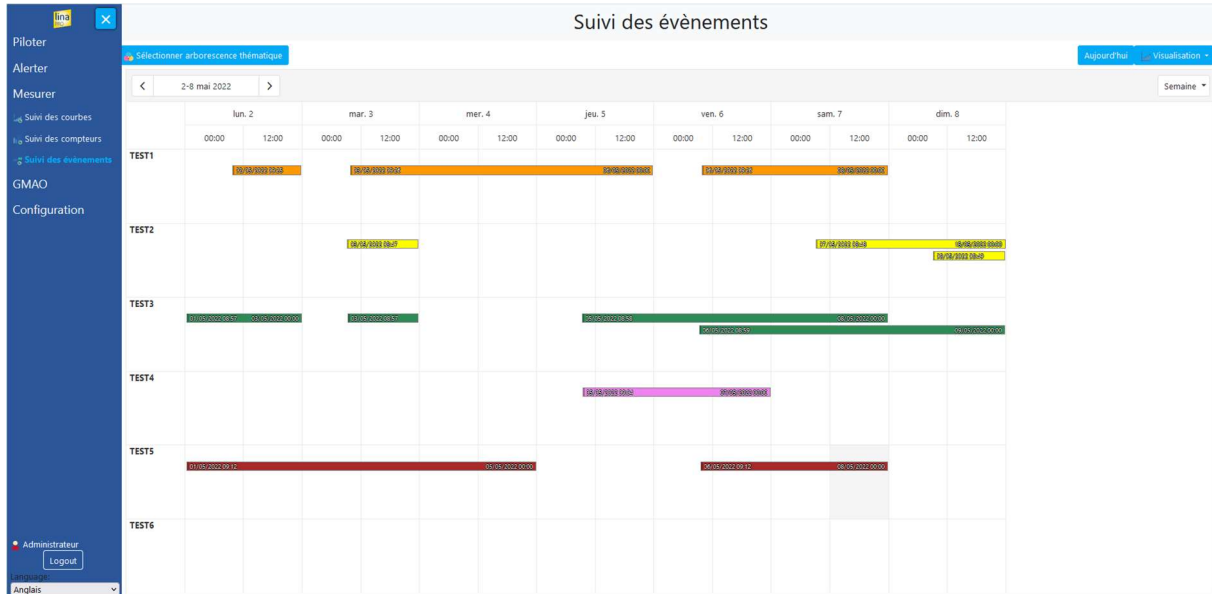 lina
Suivi des évènements
Piloter
Alerter
Mesurer
Suivi des courbes
Suivi des compteurs
Suivi des évènements
GMAO
Configuration
Administrateur
Logout
Language:
Anglais
Sélectionner arborescence thématique
Aujourd'hui
Visualisation
2-8 mai 2022
Semaine
lun. 2 mar. 3 mer. 4 jeu. 5 ven. 6 sam. 7 dim. 8
00:00 12:00 00:00 12:00 00:00 12:00 00:00 12:00 00:00 12:00 00:00 12:00 00:00 12:00
TEST1
TEST2
TEST3
01/05/2022 08:57 03/05/2022 00:00 03/05/2022 08:57 05/05/2022 08:58 08/05/2022 00:00
06/05/2022 08:59 09/05/2022 00:00
TEST4
TEST5
01/05/2022 09:12 05/05/2022 00:00 06/05/2022 09:12 08/05/2022 00:00
TEST6